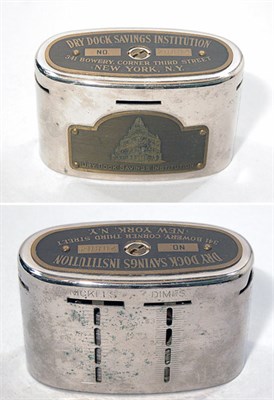 DRY DOCK SAVINGS INSTITUTION
NO
341 BOWERY, CORNER THIRD STREET
NEW YORK, N.Y.
DRY DOCK SAVINGS INSTITUTION
NEW YORK, N.Y.
341 BOWERY, CORNER THIRD STREET
NO
DRY DOCK SAVINGS INSTITUTION
NICKELS
DIMES